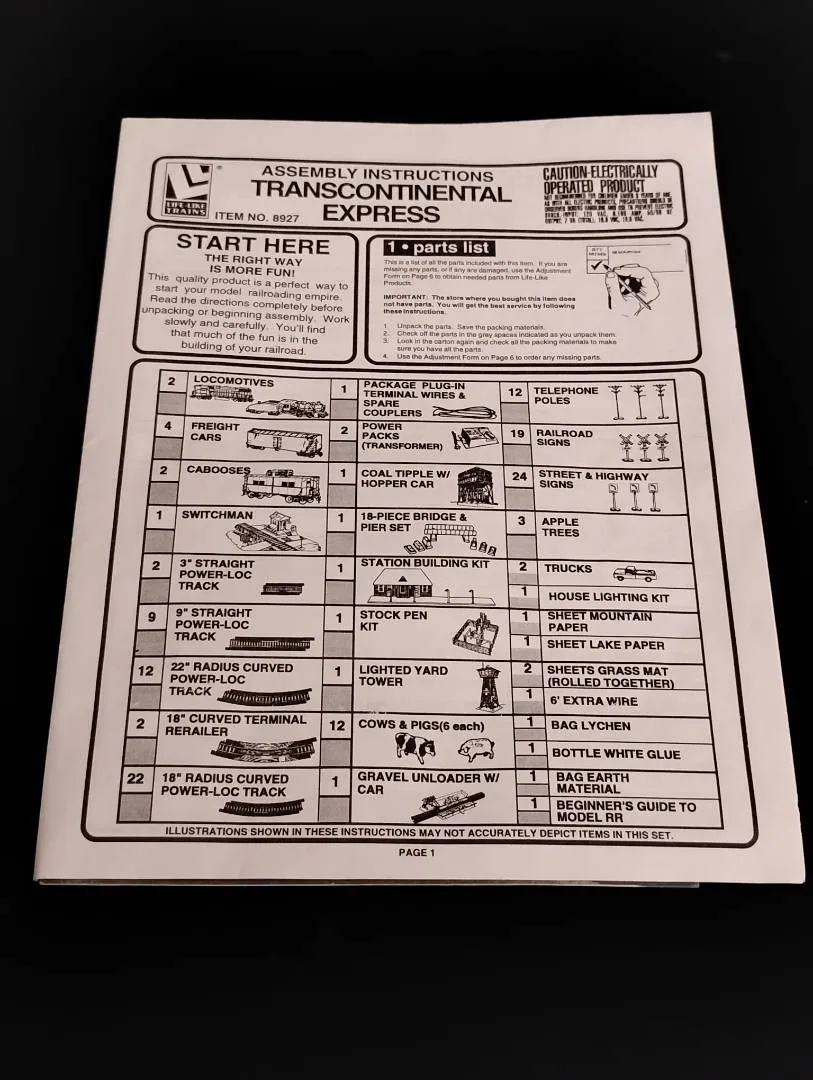 LIFE-LIKE
TRAINS
®
ITEM NO. 8927
ASSEMBLY INSTRUCTIONS
TRANSCONTINENTAL
EXPRESS
CAUTION-ELECTRICALLY
OPERATED PRODUCT
START HERE
THE RIGHT WAY
IS MORE FUN!
This quality product is a perfect way to
start your model railroading empire.
Read the directions completely before
unpacking or beginning assembly. Work
slowly and carefully. You'll find
that much of the fun is in the
building of your railroad.
1 • parts list
This is a list of all the parts included with this item. If you are
missing any parts, or if any are damaged, use the Adjustment
Form on Page 6 to obtain needed parts from Life-Like
Products.
IMPORTANT: The store where you bought this item does
not have parts. You will get the best service by following
these instructions.
1. Unpack the parts. Save the packing materials.
2. Check off the parts in the grey spaces indicated as you unpack them.
3. Look in the carton again and check all the packing materials to make
sure you have all the parts.
4. Use the Adjustment Form on Page 6 to order any missing parts.
2 LOCOMOTIVES
4 FREIGHT
CARS
2 CABOOSES
1 SWITCHMAN
2 3" STRAIGHT
POWER-LOC
TRACK
9 9" STRAIGHT
POWER-LOC
TRACK
12 22" RADIUS CURVED
POWER-LOC
TRACK
2 18" CURVED TERMINAL
RERAILER
22 18" RADIUS CURVED
POWER-LOC TRACK
1 PACKAGE PLUG-IN
TERMINAL WIRES &
SPARE
COUPLERS
2 POWER
PACKS
(TRANSFORMER)
1 COAL TIPPLE W/
HOPPER CAR
1 18-PIECE BRIDGE &
PIER SET
1 STATION BUILDING KIT
1 STOCK PEN
KIT
1 LIGHTED YARD
TOWER
12 COWS & PIGS(6 each)
1 GRAVEL UNLOADER W/
CAR
12 TELEPHONE
POLES
19 RAILROAD
SIGNS
24 STREET & HIGHWAY
SIGNS
3 APPLE
TREES
2 TRUCKS
1 HOUSE LIGHTING KIT
1 SHEET MOUNTAIN
PAPER
1 SHEET LAKE PAPER
2 SHEETS GRASS MAT
(ROLLED TOGETHER)
1 6' EXTRA WIRE
1 BAG LYCHEN
1 BOTTLE WHITE GLUE
1 BAG EARTH
MATERIAL
1 BEGINNER'S GUIDE TO
MODEL RR
ILLUSTRATIONS SHOWN IN THESE INSTRUCTIONS MAY NOT ACCURATELY DEPICT ITEMS IN THIS SET.
PAGE 1